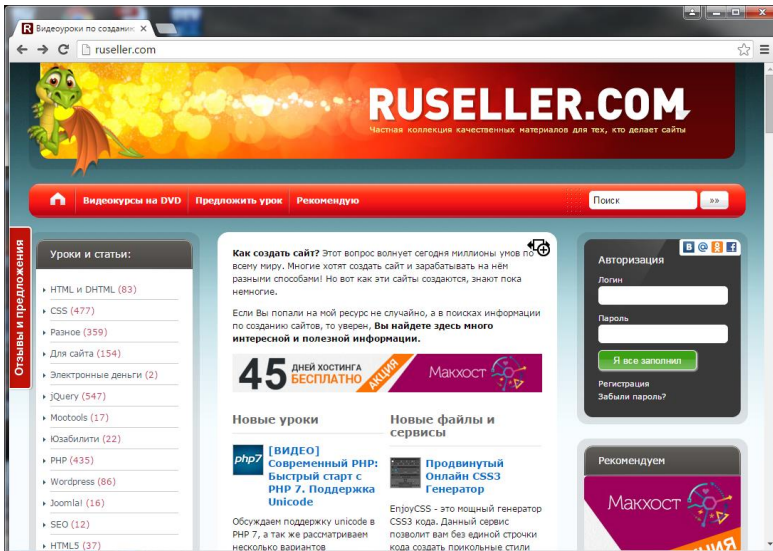 Видеоуроки по создани
ruseller.com
RUSELLER.COM
Частная коллекция качественных материалов для тех, кто делает сайты
Видеокурсы на DVD
Предложить урок
Рекомендую
Поиск
»»
Отзывы и предложения
Уроки и статьи:
HTML и DHTML (83)
CSS (477)
Разное (359)
Для сайта (154)
Электронные деньги (2)
jQuery (547)
Mootools (17)
Юзабилити (22)
PHP (435)
Wordpress (86)
Joomla! (16)
SEO (12)
HTML5 (37)
Как создать сайт? Этот вопрос волнует сегодня миллионы умов по
всему миру. Многие хотят создать сайт и зарабатывать на нём
разными способами! Но вот как эти сайты создаются, знают пока
немногие.
Если Вы попали на мой ресурс не случайно, а в поисках информации
по созданию сайтов, то уверен, Вы найдете здесь много
интересной и полезной информации.
45 ДНЕЙ ХОСТИНГА
БЕСПЛАТНО
АКЦИЯ
Макхост
Новые уроки
php7
[ВИДЕО]
Современный PHP:
Быстрый старт с
PHP 7. Поддержка
Unicode
Обсуждаем поддержку unicode в
PHP 7, а так же рассматриваем
несколько вариантов
Новые файлы и
сервисы
Продвинутый
Онлайн CSS3
Генератор
EnjoyCSS - это мощный генератор
CSS3 кода. Данный сервис
позволит вам без единой строчки
кода создать прикольные стили
Авторизация
Логин
Пароль
Я все заполнил
Регистрация
Забыли пароль?
Рекомендуем
Макхост